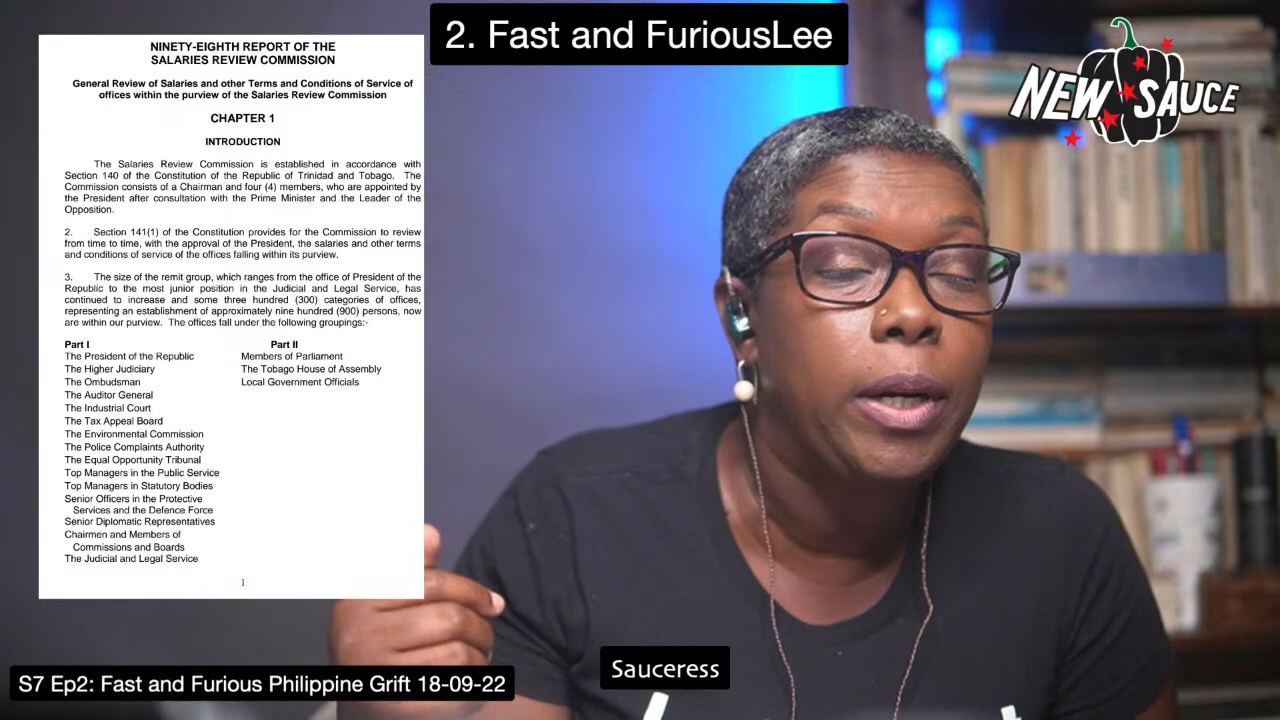 2. Fast and FuriousLee
NEW SAUCE
NINETY-EIGHTH REPORT OF THE
SALARIES REVIEW COMMISSION
General Review of Salaries and other Terms and Conditions of Service of
offices within the purview of the Salaries Review Commission
CHAPTER 1
INTRODUCTION
The Salaries Review Commission is established in accordance with
Section 140 of the Constitution of the Republic of Trinidad and Tobago. The
Commission consists of a Chairman and four (4) members, who are appointed by
the President after consultation with the Prime Minister and the Leader of the
Opposition.
2. Section 141(1) of the Constitution provides for the Commission to review
from time to time, with the approval of the President, the salaries and other terms
and conditions of service of the offices falling within its purview.
3. The size of the remit group, which ranges from the office of President of the
Republic to the most junior position in the Judicial and Legal Service, has
continued to increase and some three hundred (300) categories of offices,
representing an establishment of approximately nine hundred (900) persons, now
are within our purview. The offices fall under the following groupings:-
Part I
The President of the Republic
The Higher Judiciary
The Ombudsman
The Auditor General
The Industrial Court
The Tax Appeal Board
The Environmental Commission
The Police Complaints Authority
The Equal Opportunity Tribunal
Top Managers in the Public Service
Top Managers in Statutory Bodies
Senior Officers in the Protective
Services and the Defence Force
Senior Diplomatic Representatives
Chairmen and Members of
Commissions and Boards
The Judicial and Legal Service
Part II
Members of Parliament
The Tobago House of Assembly
Local Government Officials
1
Sauceress
S7 Ep2: Fast and Furious Philippine Grift 18-09-22